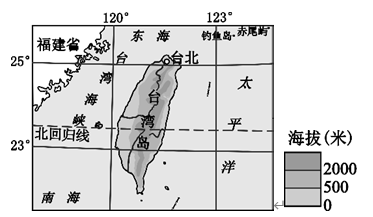 120°
123°
东海
钓鱼岛
赤尾屿
福建省
台湾海峡
台北
25°
太平洋
台湾岛
北回归线
23°
南海
海拔(米)
2000
500
0